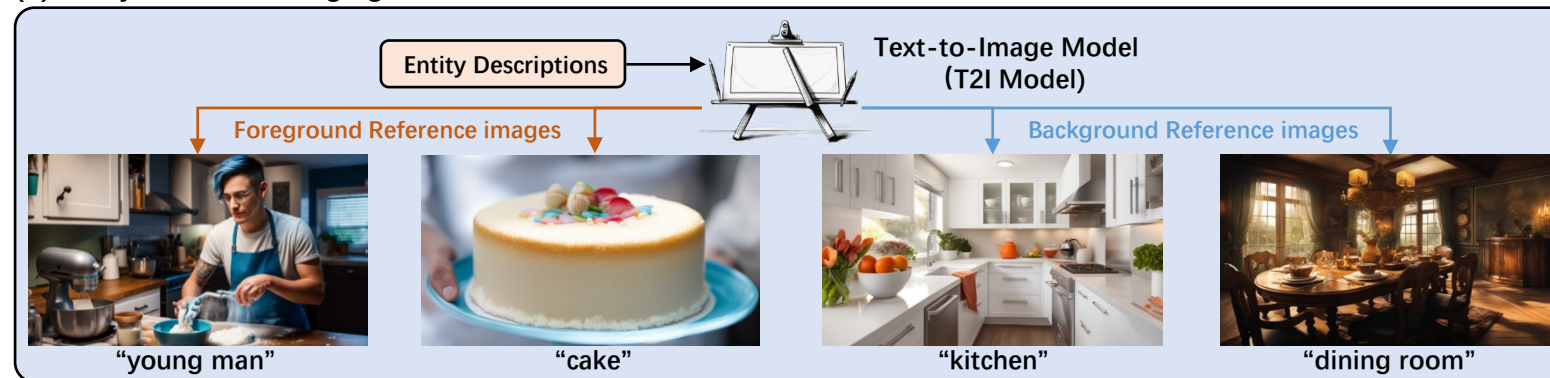 Entity Descriptions
Text-to-Image Model
(T2I Model)
Foreground Reference images
Background Reference images
“young man”
“cake”
“kitchen”
“dining room”